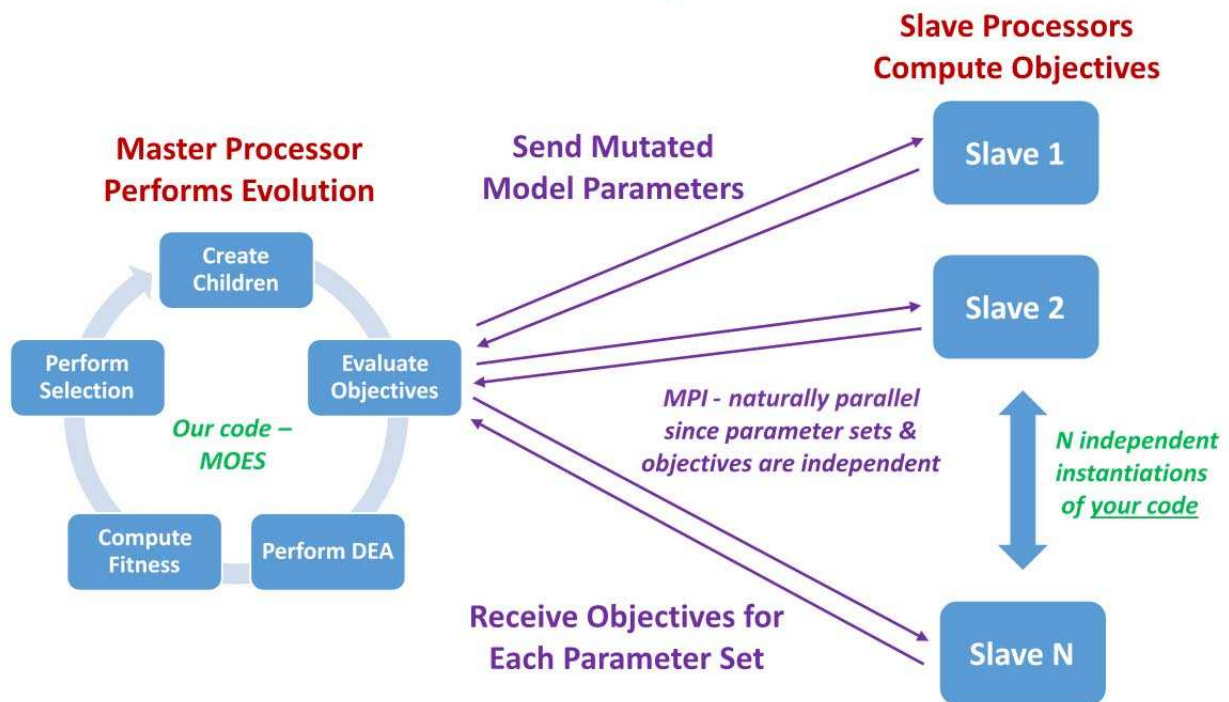 Slave Processors
Compute Objectives
Master Processor
Performs Evolution
Send Mutated
Model Parameters
Slave 1
Create
Children
Slave 2
Perform
Selection
Evaluate
Objectives
Our code –
MOES
MPI - naturally parallel
since parameter sets &
objectives are independent
N independent
instantiations
of your code
Compute
Fitness
Perform DEA
Receive Objectives for
Each Parameter Set
Slave N